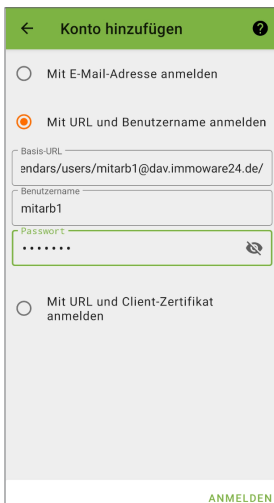 Konto hinzufügen
Mit E-Mail-Adresse anmelden
Mit URL und Benutzername anmelden
Basis-URL
endars/users/mitarb1@dav.immoware24.de/
Benutzername
mitarb1
Passwort
•••••••
Mit URL und Client-Zertifikat
anmelden
ANMELDEN